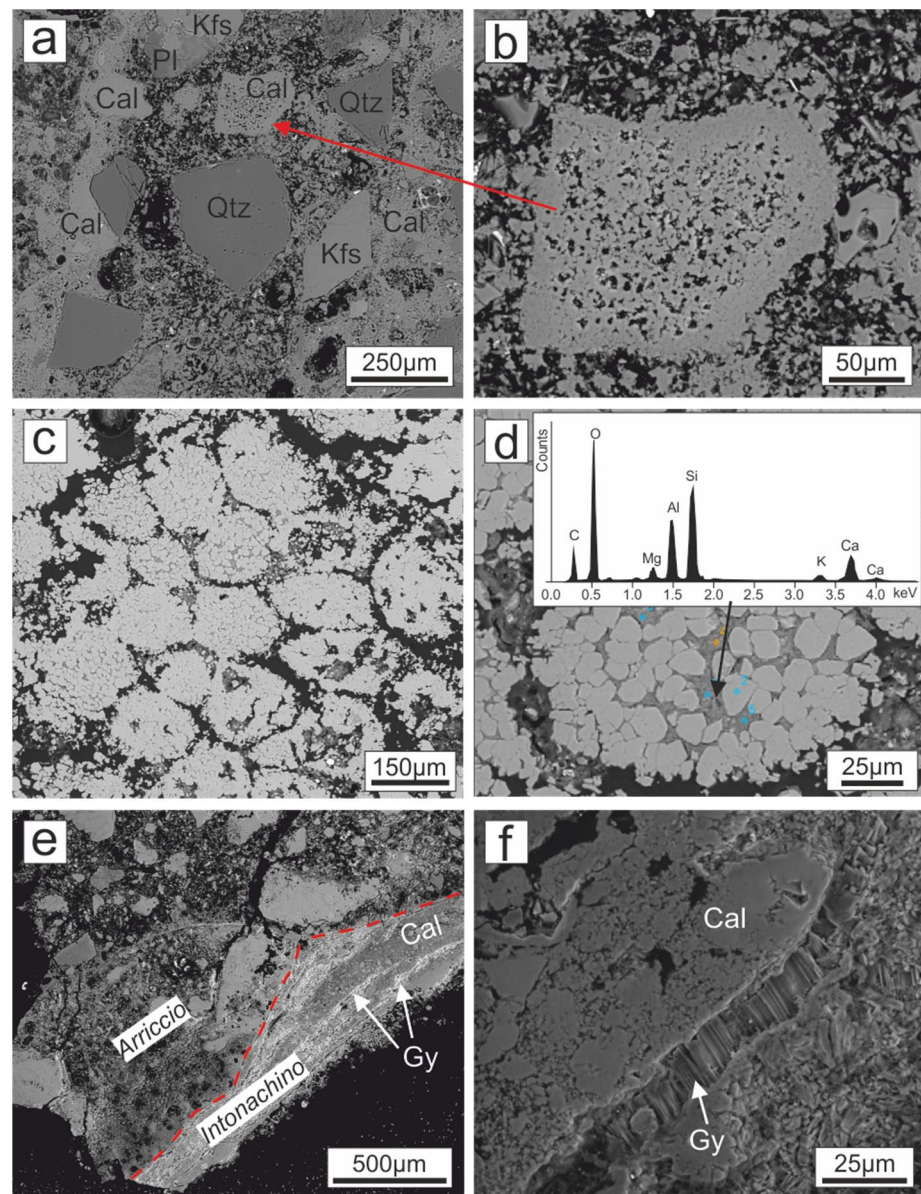 a
Kfs
Pl
Cal
Cal
Qtz
Qtz
Cal
Kfs
Cal
250µm
b
50µm
c
150µm
d
Counts
O
Si
Al
C
Mg
K
Ca
Ca
0.0 0.5 1.0 1.5 2.0 2.5 3.0 3.5 4.0 keV
2
e
Cal
Arriccio
Gy
Intonachino
500µm
f
Cal
Gy
25µm
25µm